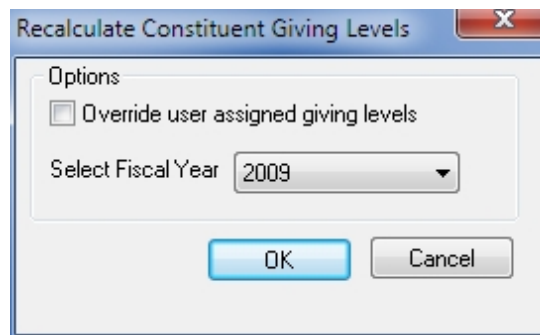 Recalculate Constituent Giving Levels
Options
Override user assigned giving levels
Select Fiscal Year 2009
OK Cancel